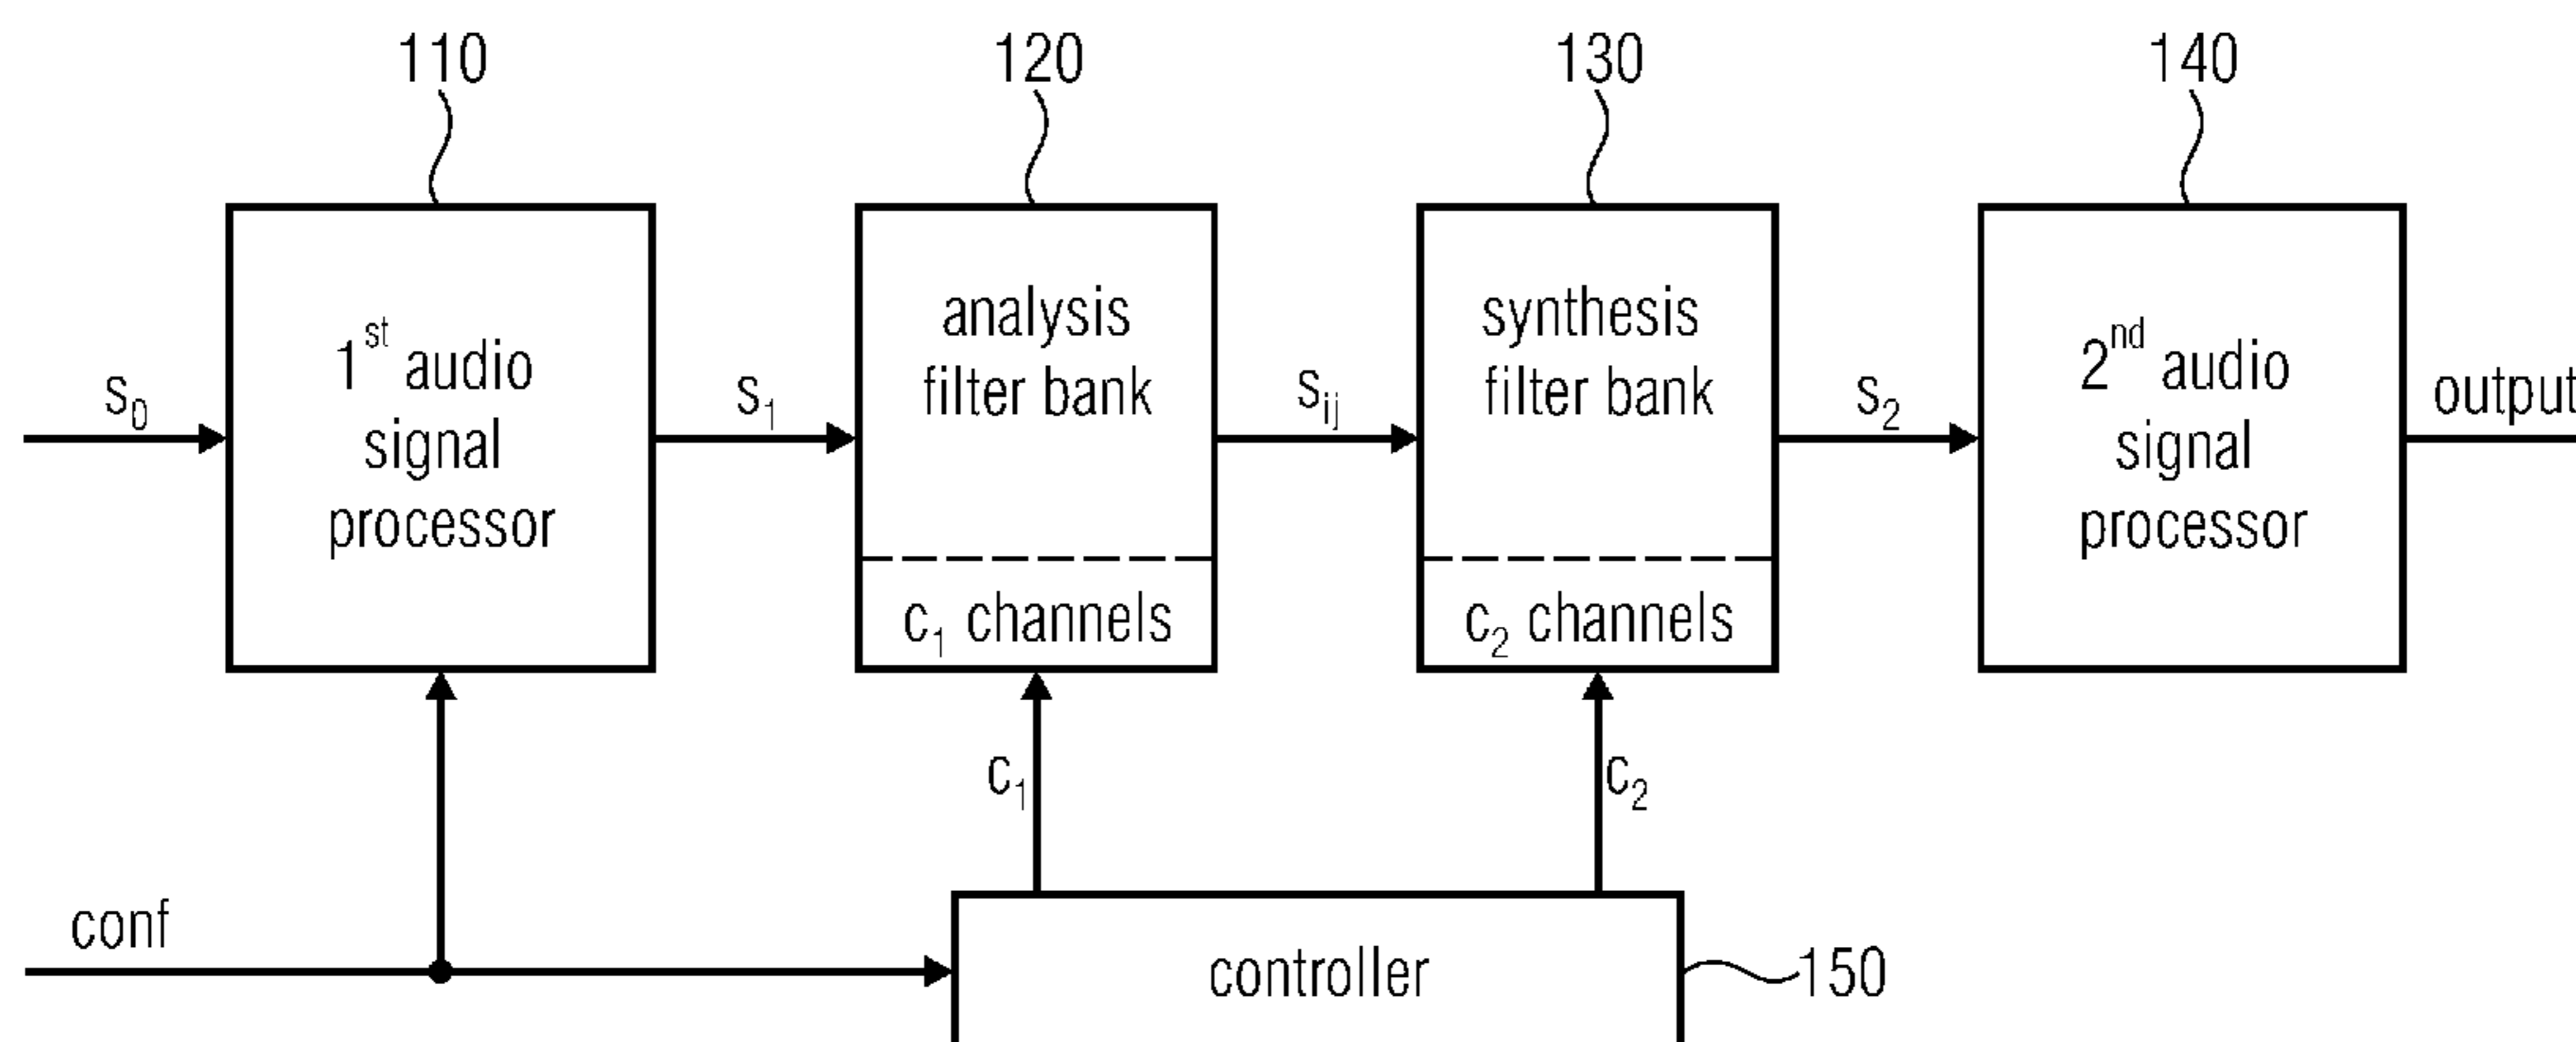 110
120
130
140
s₀
1ˢᵗ audio
signal
processor
s₁
analysis
filter bank
c₁ channels
sᵢⱼ
synthesis
filter bank
c₂ channels
s₂
2ⁿᵈ audio
signal
processor
output
c₁
c₂
conf
controller
150